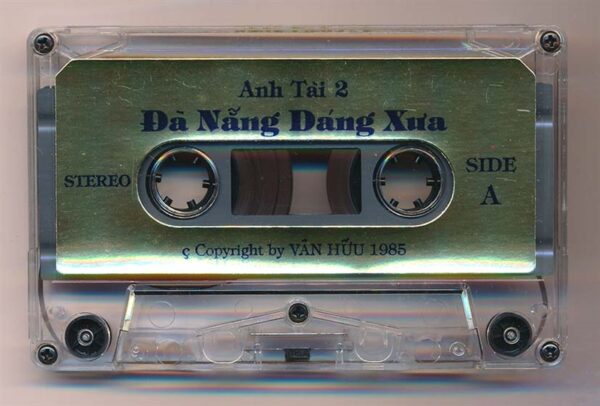 Anh Tài 2
Đà Nẵng Dáng Xưa
STEREO
SIDE
A
ç Copyright by VĂN HỮU 1985